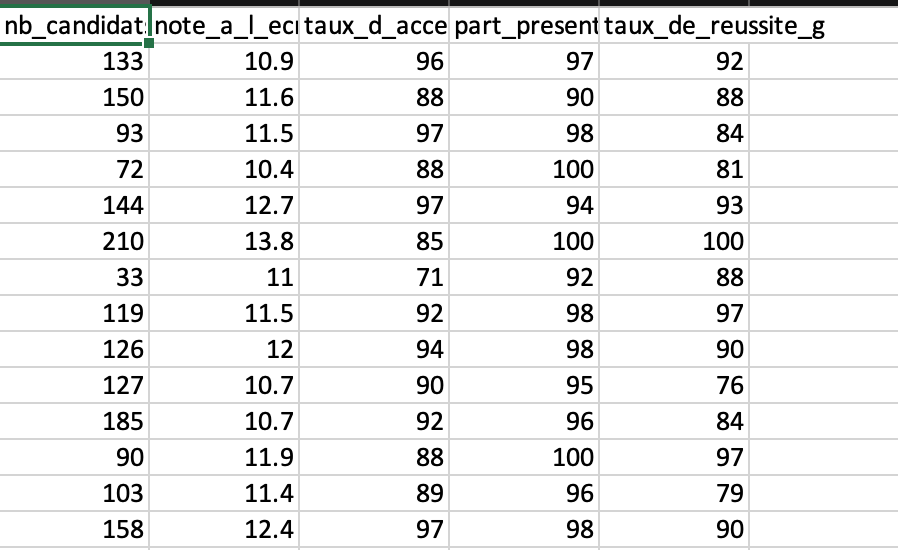 nb_candidat note_a_l_ecr taux_d_acce part_present taux_de_reussite_g
133 10.9 96 97 92
150 11.6 88 90 88
93 11.5 97 98 84
72 10.4 88 100 81
144 12.7 97 94 93
210 13.8 85 100 100
33 11 71 92 88
119 11.5 92 98 97
126 12 94 98 90
127 10.7 90 95 76
185 10.7 92 96 84
90 11.9 88 100 97
103 11.4 89 96 79
158 12.4 97 98 90